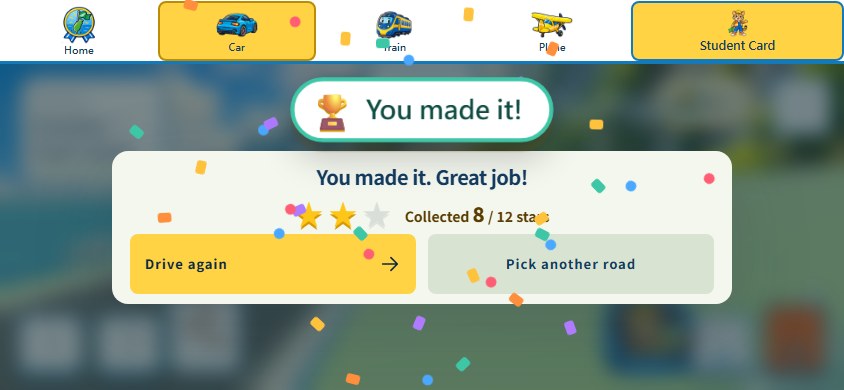 Home
Car
Train
Plane
Student Card
You made it!
You made it. Great job!
Collected 8 / 12 stars
Drive again
Pick another road